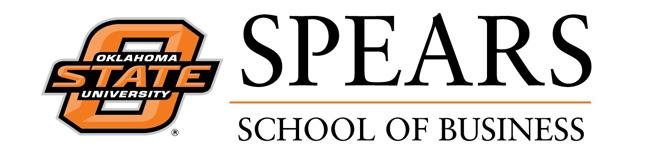 OKLAHOMA
STATE
UNIVERSITY
®
SPEARS
SCHOOL OF BUSINESS